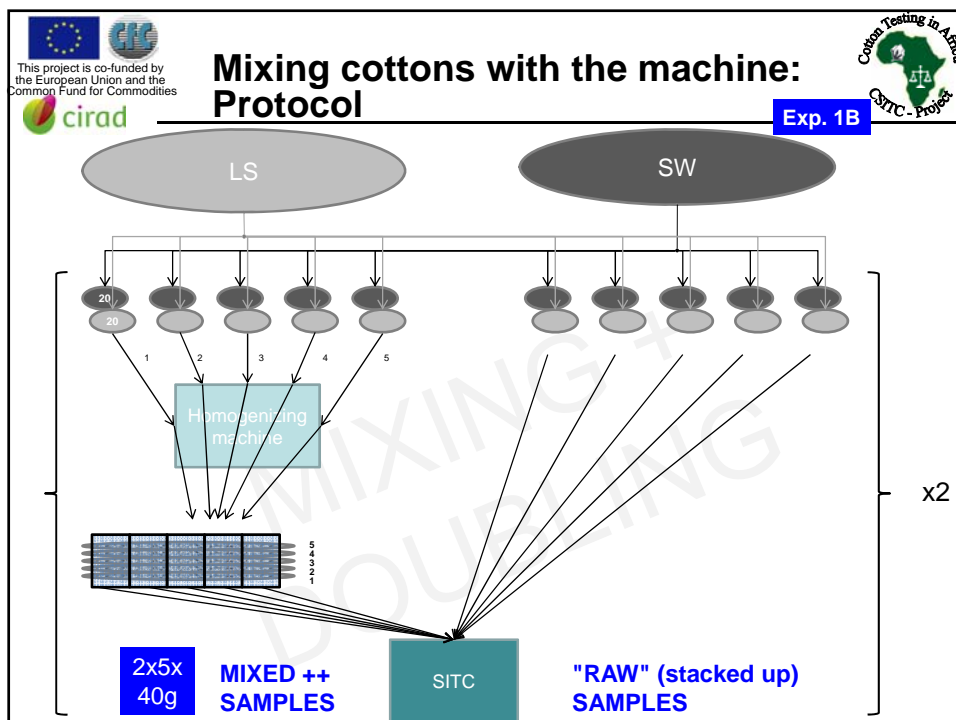 This project is co-funded by
the European Union and the
Common Fund for Commodities
CFC
cirad
Mixing cottons with the machine:
Protocol
Cotton Testing in Africa
CSITC - Project
Exp. 1B
LS
SW
20
20
1 2 3 4 5
Homogenizing
machine
MIXING +
DOUBLING
x2
5
4
3
2
1
2x5x
40g
MIXED ++
SAMPLES
SITC
"RAW" (stacked up)
SAMPLES